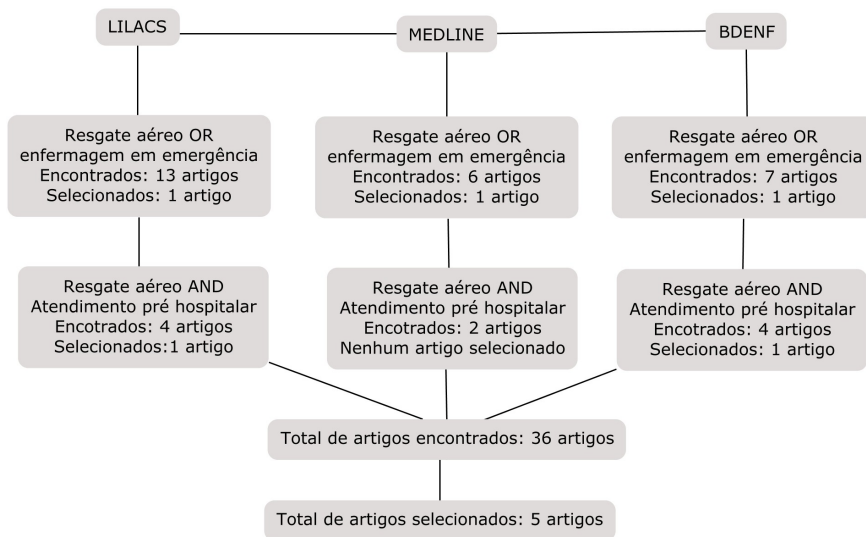 LILACS
MEDLINE
BDENF
Resgate aéreo OR
enfermagem em emergência
Encontrados: 13 artigos
Selecionados: 1 artigo
Resgate aéreo OR
enfermagem em emergência
Encontrados: 6 artigos
Selecionados: 1 artigo
Resgate aéreo OR
enfermagem em emergência
Encontrados: 7 artigos
Selecionados: 1 artigo
Resgate aéreo AND
Atendimento pré hospitalar
Encotrados: 4 artigos
Selecionados:1 artigo
Resgate aéreo AND
Atendimento pré hospitalar
Encontrados: 2 artigos
Nenhum artigo selecionado
Resgate aéreo AND
Atendimento pré hospitalar
Encontrados: 4 artigos
Selecionados: 1 artigo
Total de artigos encontrados: 36 artigos
Total de artigos selecionados: 5 artigos